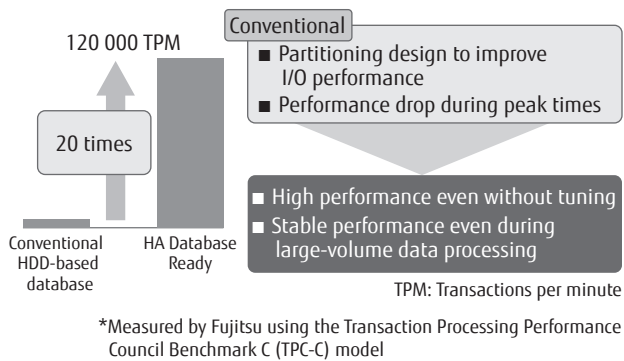 120 000 TPM
20 times
Conventional
HDD-based
database
HA Database
Ready
Conventional
■ Partitioning design to improve
I/O performance
■ Performance drop during peak times
■ High performance even without tuning
■ Stable performance even during
large-volume data processing
TPM: Transactions per minute
*Measured by Fujitsu using the Transaction Processing Performance
Council Benchmark C (TPC-C) model